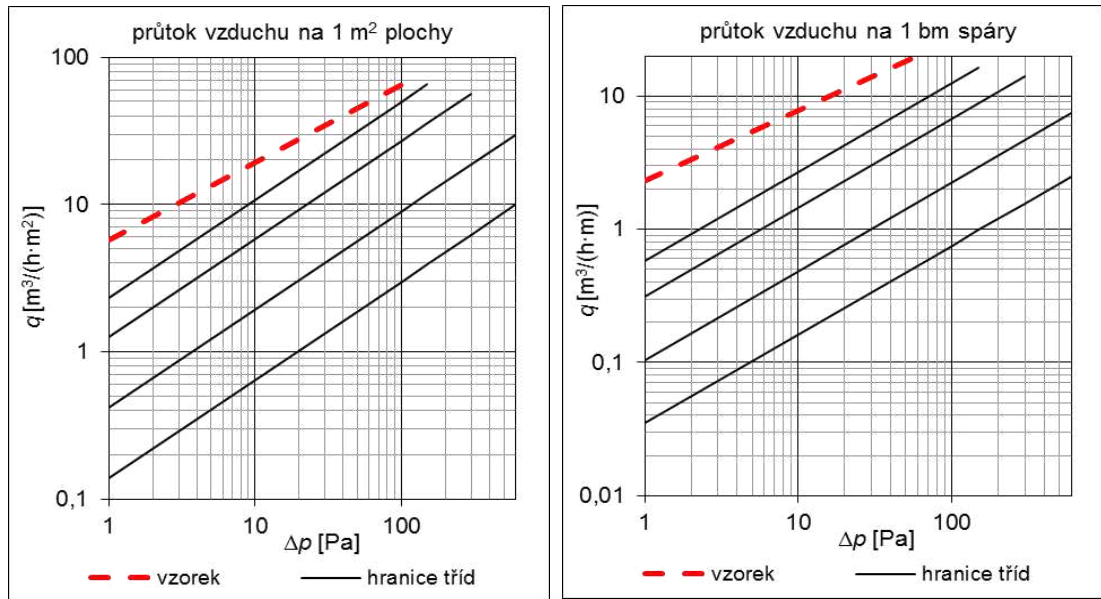 průtok vzduchu na 1 m² plochy
100
10
1
0,1
q [m³/(h·m²)]
1
10
100
Δp [Pa]
vzorek
hranice tříd
průtok vzduchu na 1 bm spáry
10
1
0,1
0,01
q [m³/(h·m)]
1
10
100
Δp [Pa]
vzorek
hranice tříd